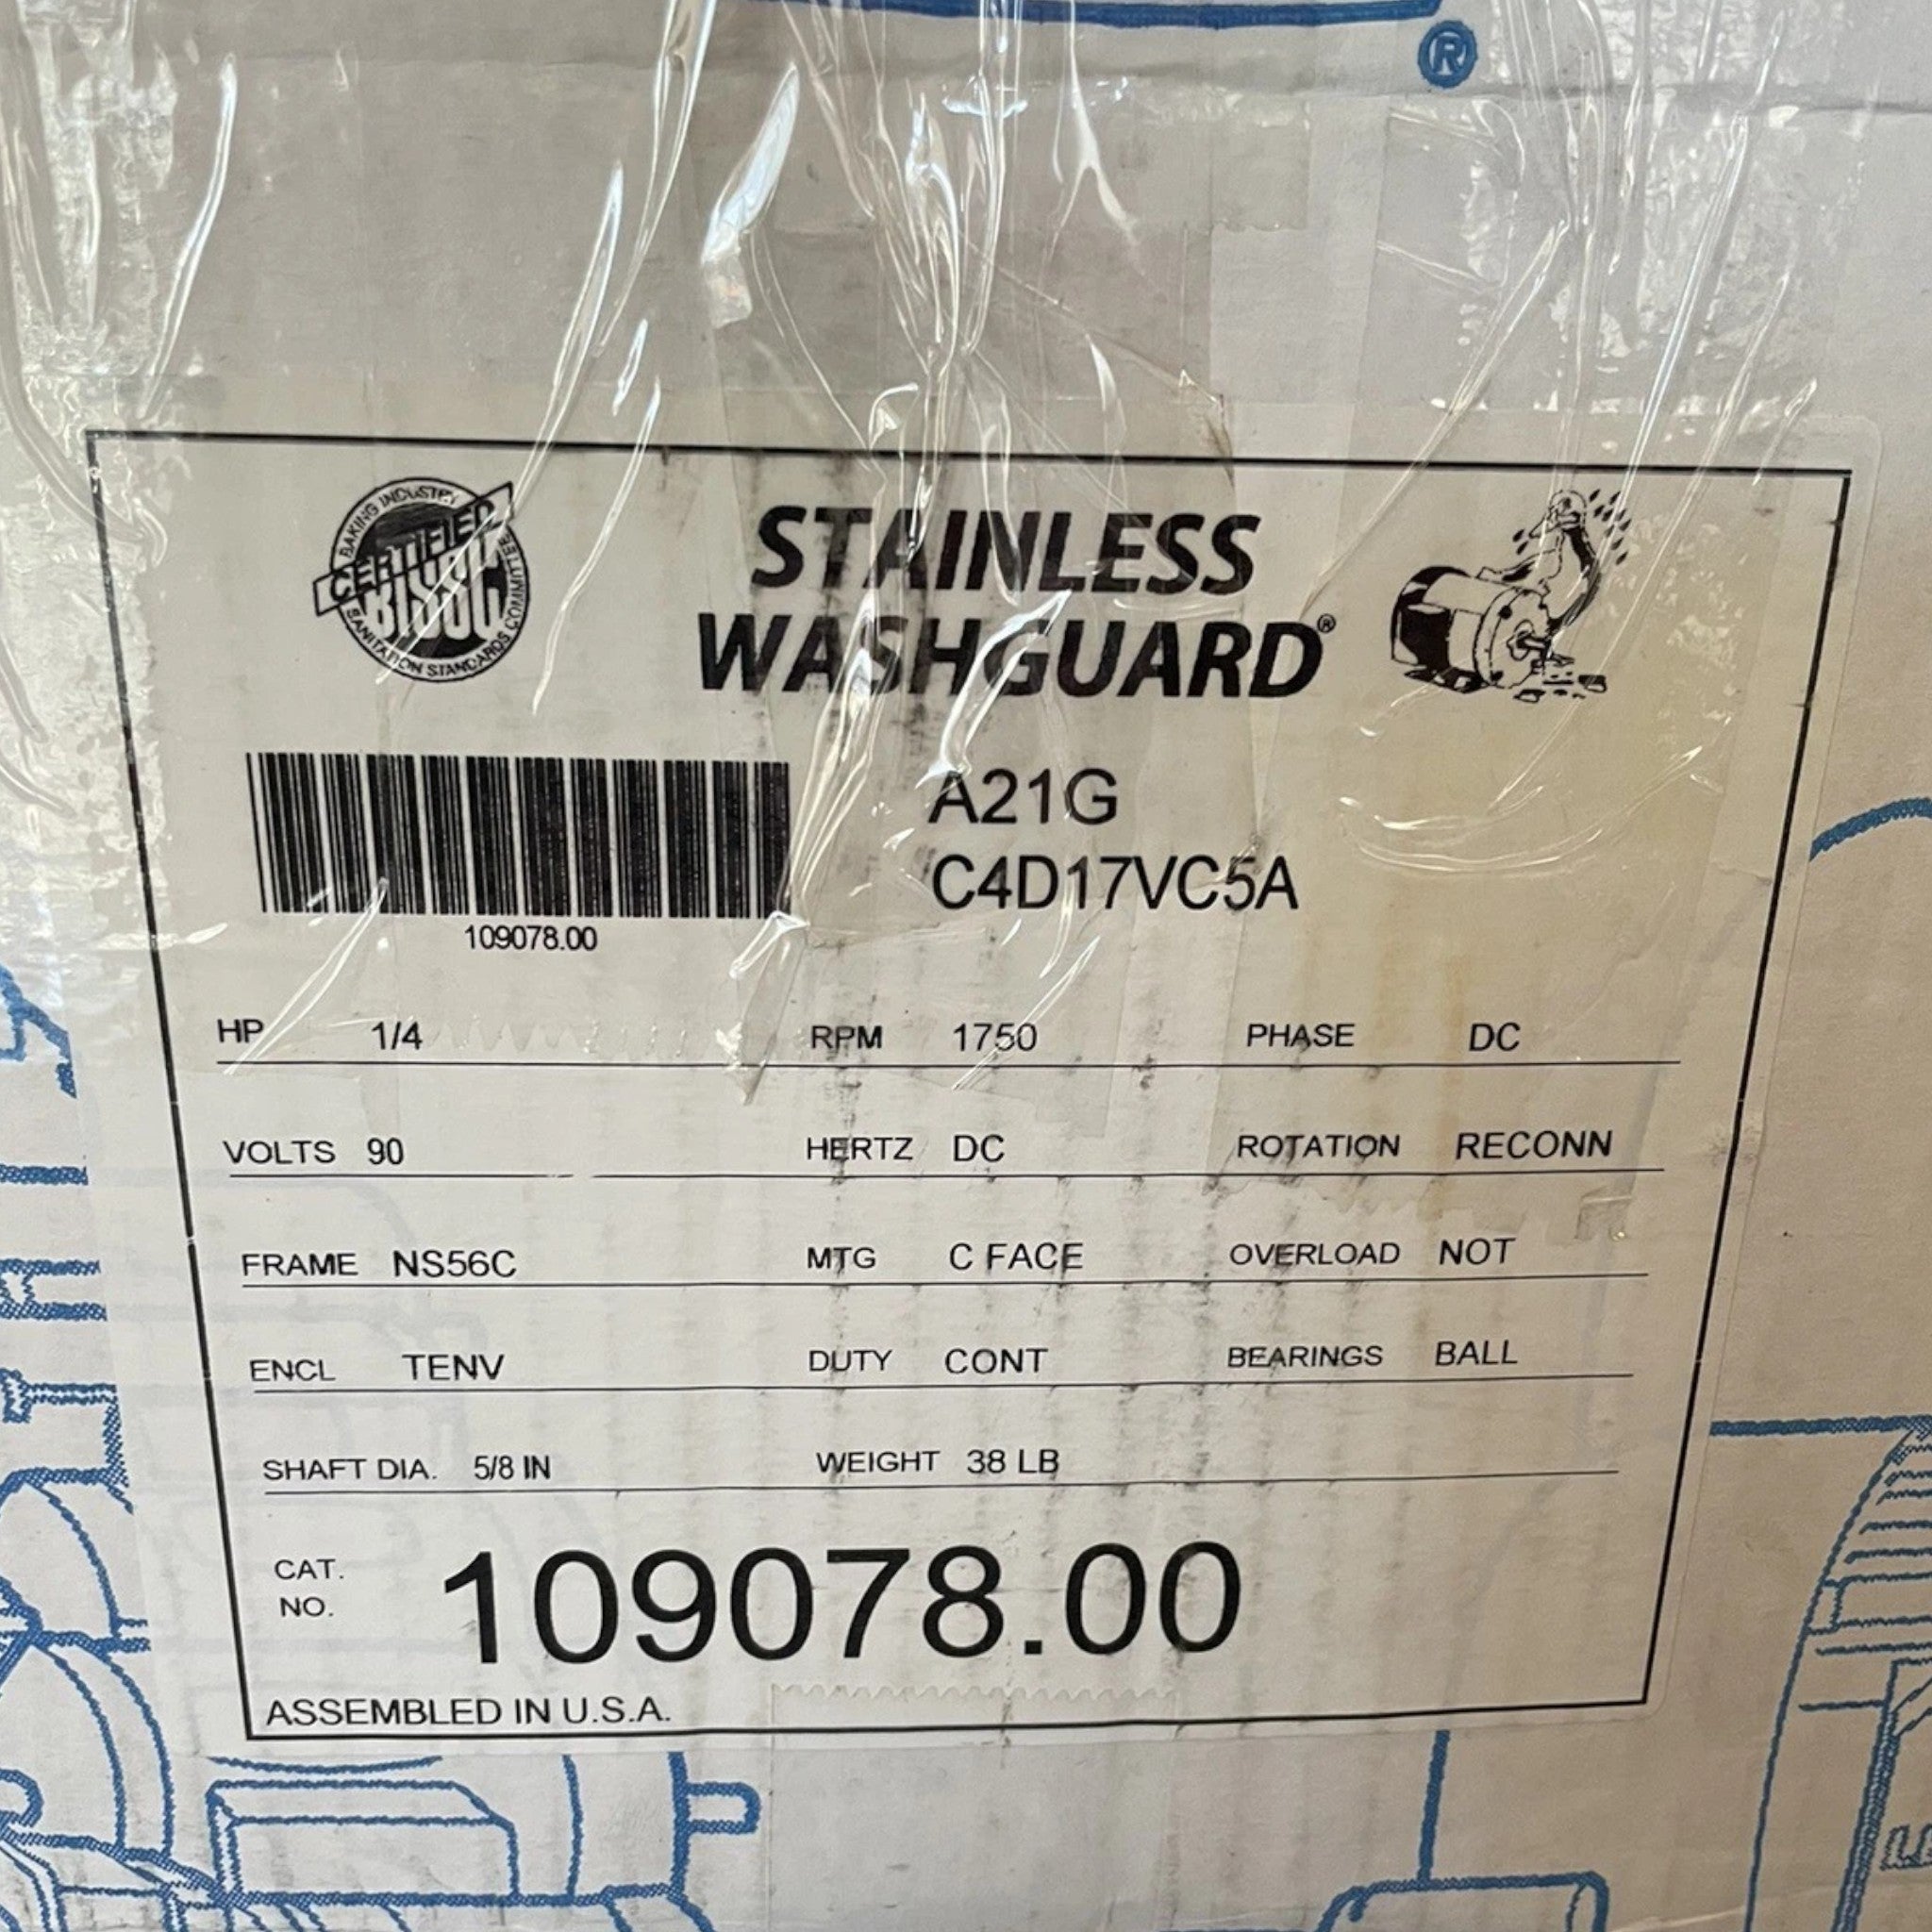 ®
BAKING INDUSTRY
CERTIFIED
BISSC
SANITATION STANDARDS COMMITTEE
STAINLESS
WASHGUARD®
A21G
C4D17VC5A
109078.00
HP 1/4 RPM 1750 PHASE DC
VOLTS 90 HERTZ DC ROTATION RECONN
FRAME NS56C MTG C FACE OVERLOAD NOT
ENCL TENV DUTY CONT BEARINGS BALL
SHAFT DIA. 5/8 IN WEIGHT 38 LB
CAT.
NO. 109078.00
ASSEMBLED IN U.S.A.